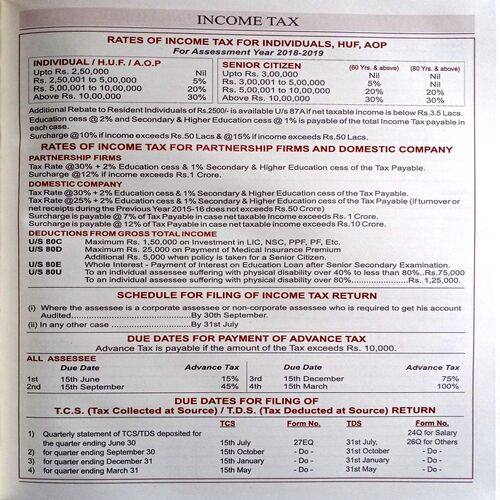 INCOME TAX
RATES OF INCOME TAX FOR INDIVIDUALS, HUF, AOP
For Assessment Year 2018-2019
INDIVIDUAL / H.U.F. / A.O.P
Upto Rs. 2,50,000 Nil
Rs. 2,50,001 to 5,00,000 5%
Rs. 5,00,001 to 10,00,000 20%
Above Rs. 10,00,000 30%
SENIOR CITIZEN (60 Yrs. & above) (80 Yrs. & above)
Upto Rs. 3,00,000 Nil Nil
Rs. 3,00,001 to 5,00,000 5% Nil
Rs. 5,00,001 to 10,00,000 20% 20%
Above Rs. 10,00,000 30% 30%
Additional Rebate to Resident Individuals of Rs.2500/- is available U/s 87A if net taxable income is below Rs.3.5 Lacs.
Education cess @ 2% and Secondary & Higher Education cess @ 1% is payable of the total Income Tax payable in
each case.
Surcharge @10% if income exceeds Rs.50 Lacs & @15% if income exceeds Rs.50 Lacs.
RATES OF INCOME TAX FOR PARTNERSHIP FIRMS AND DOMESTIC COMPANY
PARTNERSHIP FIRMS
Tax Rate @30% + 2% Education cess & 1% Secondary & Higher Education cess of the Tax Payable.
Surcharge @12% if income exceeds Rs.1 Crore.
DOMESTIC COMPANY
Tax Rate @30% + 2% Education cess & 1% Secondary & Higher Education cess of the Tax Payable.
Tax Rate @25% + 2% Education cess & 1% Secondary & Higher Education cess of the Tax Payable (if turnover or
net receipts during the Previous Year 2015-16 does not exceeds Rs.50 Crore)
Surcharge is payable @ 7% of Tax Payable in case net taxable Income exceeds Rs.1 Crore.
Surcharge is payable @ 12% of Tax Payable in case net taxable income exceeds Rs.10 Crore.
DEDUCTIONS FROM GROSS TOTAL INCOME
U/S 80C Maximum Rs. 1,50,000 on Investment in LIC, NSC, PPF, PF, Etc.
U/S 80D Maximum Rs. 25,000 on Payment of Medical Insurance Premium
Additional Rs. 5,000 when policy is taken for a Senior Citizen.
U/S 80E Whole Interest - Payment of Interest on Education Loan after Senior Secondary Examination.
U/S 80U To an individual assessee suffering with physical disability over 40% to less than 80%..Rs.75,000
To an individual assessee suffering with physical disability over 80%.................Rs. 1,25,000.
SCHEDULE FOR FILING OF INCOME TAX RETURN
(i) Where the assessee is a corporate assessee or non-corporate assessee who is required to get his account
Audited............................................By 30th September.
(ii) In any other case ............................By 31st July
DUE DATES FOR PAYMENT OF ADVANCE TAX
Advance Tax is payable if the amount of the Tax exceeds Rs. 10,000.
ALL ASSESSEE
Due Date Advance Tax Due Date Advance Tax
1st 15th June 15% 3rd 15th December 75%
2nd 15th September 45% 4th 15th March 100%
DUE DATES FOR FILING OF
T.C.S. (Tax Collected at Source) / T.D.S. (Tax Deducted at Source) RETURN
TCS Form No. TDS Form No.
1) Quarterly statement of TCS/TDS deposited for 24Q for Salary
the quarter ending June 30 15th July 27EQ 31st July, 26Q for Others
2) for quarter ending September 30 15th October - Do - 31st October - Do -
3) for quarter ending December 31 15th January - Do - 31st January - Do -
4) for quarter ending March 31 15th May - Do - 31st May - Do -